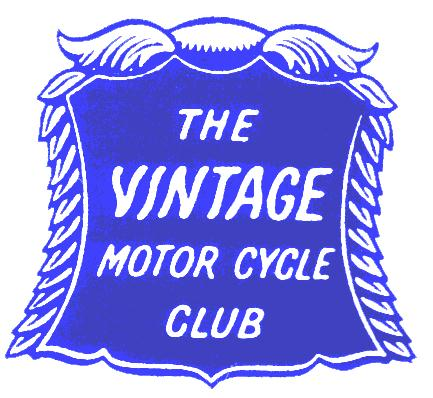 THE
VINTAGE
MOTOR CYCLE
CLUB